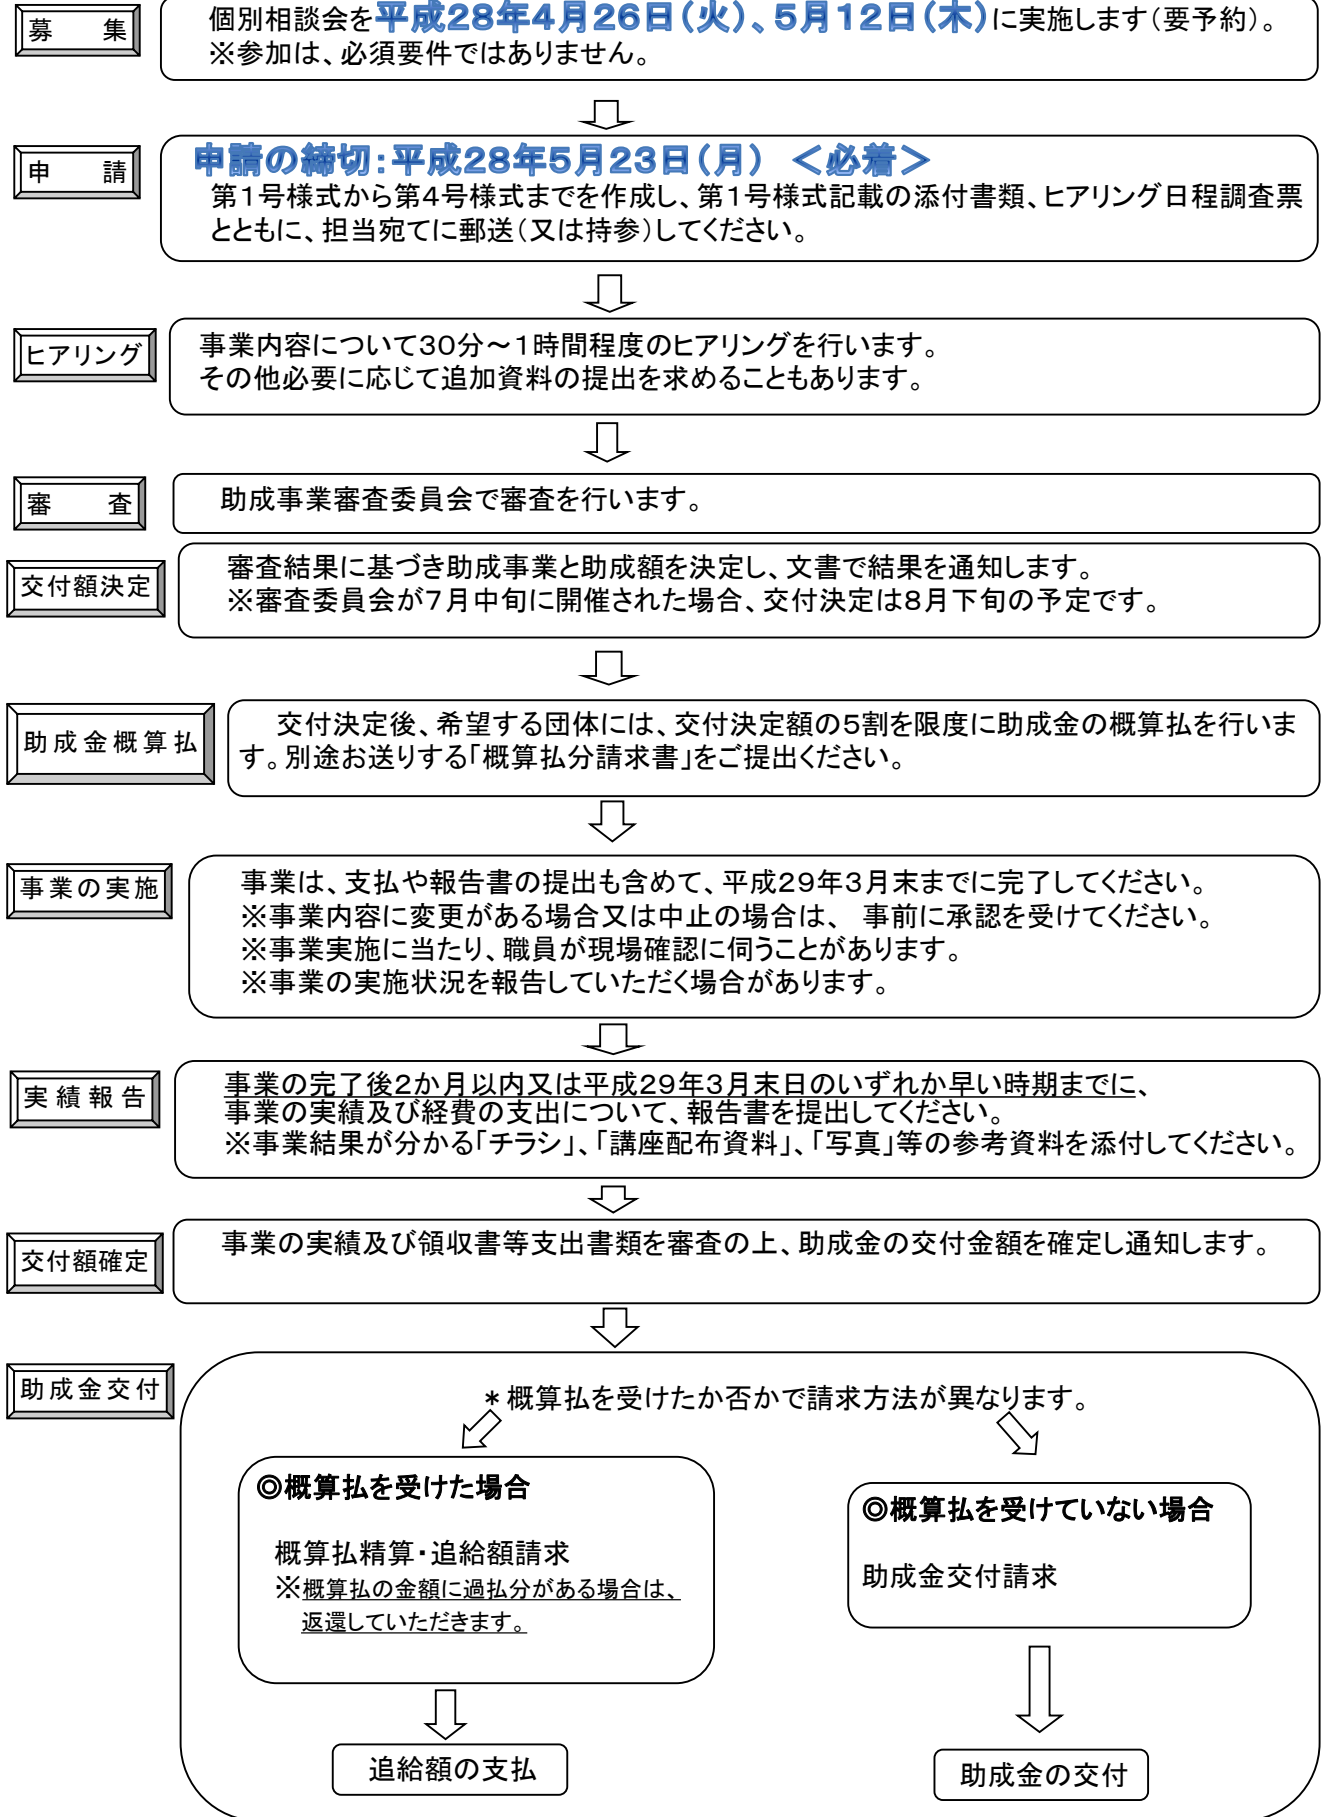 募　集
個別相談会を平成28年4月26日（火）、5月12日（木）に実施します（要予約）。
※参加は、必須要件ではありません。
申　請
申請の締切：平成28年5月23日（月）　＜必着＞
第1号様式から第4号様式までを作成し、第1号様式記載の添付書類、ヒアリング日程調査票
とともに、担当宛てに郵送（又は持参）してください。
ヒアリング
事業内容について30分～1時間程度のヒアリングを行います。
その他必要に応じて追加資料の提出を求めることもあります。
審　査
助成事業審査委員会で審査を行います。
交付額決定
審査結果に基づき助成事業と助成額を決定し、文書で結果を通知します。
※審査委員会が7月中旬に開催された場合、交付決定は8月下旬の予定です。
助成金概算払
交付決定後、希望する団体には、交付決定額の5割を限度に助成金の概算払を行いま
す。別途お送りする「概算払分請求書」をご提出ください。
事業の実施
事業は、支払や報告書の提出も含めて、平成29年3月末までに完了してください。
※事業内容に変更がある場合又は中止の場合は、 事前に承認を受けてください。
※事業実施に当たり、職員が現場確認に伺うことがあります。
※事業の実施状況を報告していただく場合があります。
実績報告
事業の完了後2か月以内又は平成29年3月末日のいずれか早い時期までに、
事業の実績及び経費の支出について、報告書を提出してください。
※事業結果が分かる「チラシ」、「講座配布資料」、「写真」等の参考資料を添付してください。
交付額確定
事業の実績及び領収書等支出書類を審査の上、助成金の交付金額を確定し通知します。
助成金交付
＊概算払を受けたか否かで請求方法が異なります。
◎概算払を受けた場合
概算払精算・追給額請求
※概算払の金額に過払分がある場合は、
返還していただきます。
追給額の支払
◎概算払を受けていない場合
助成金交付請求
助成金の交付